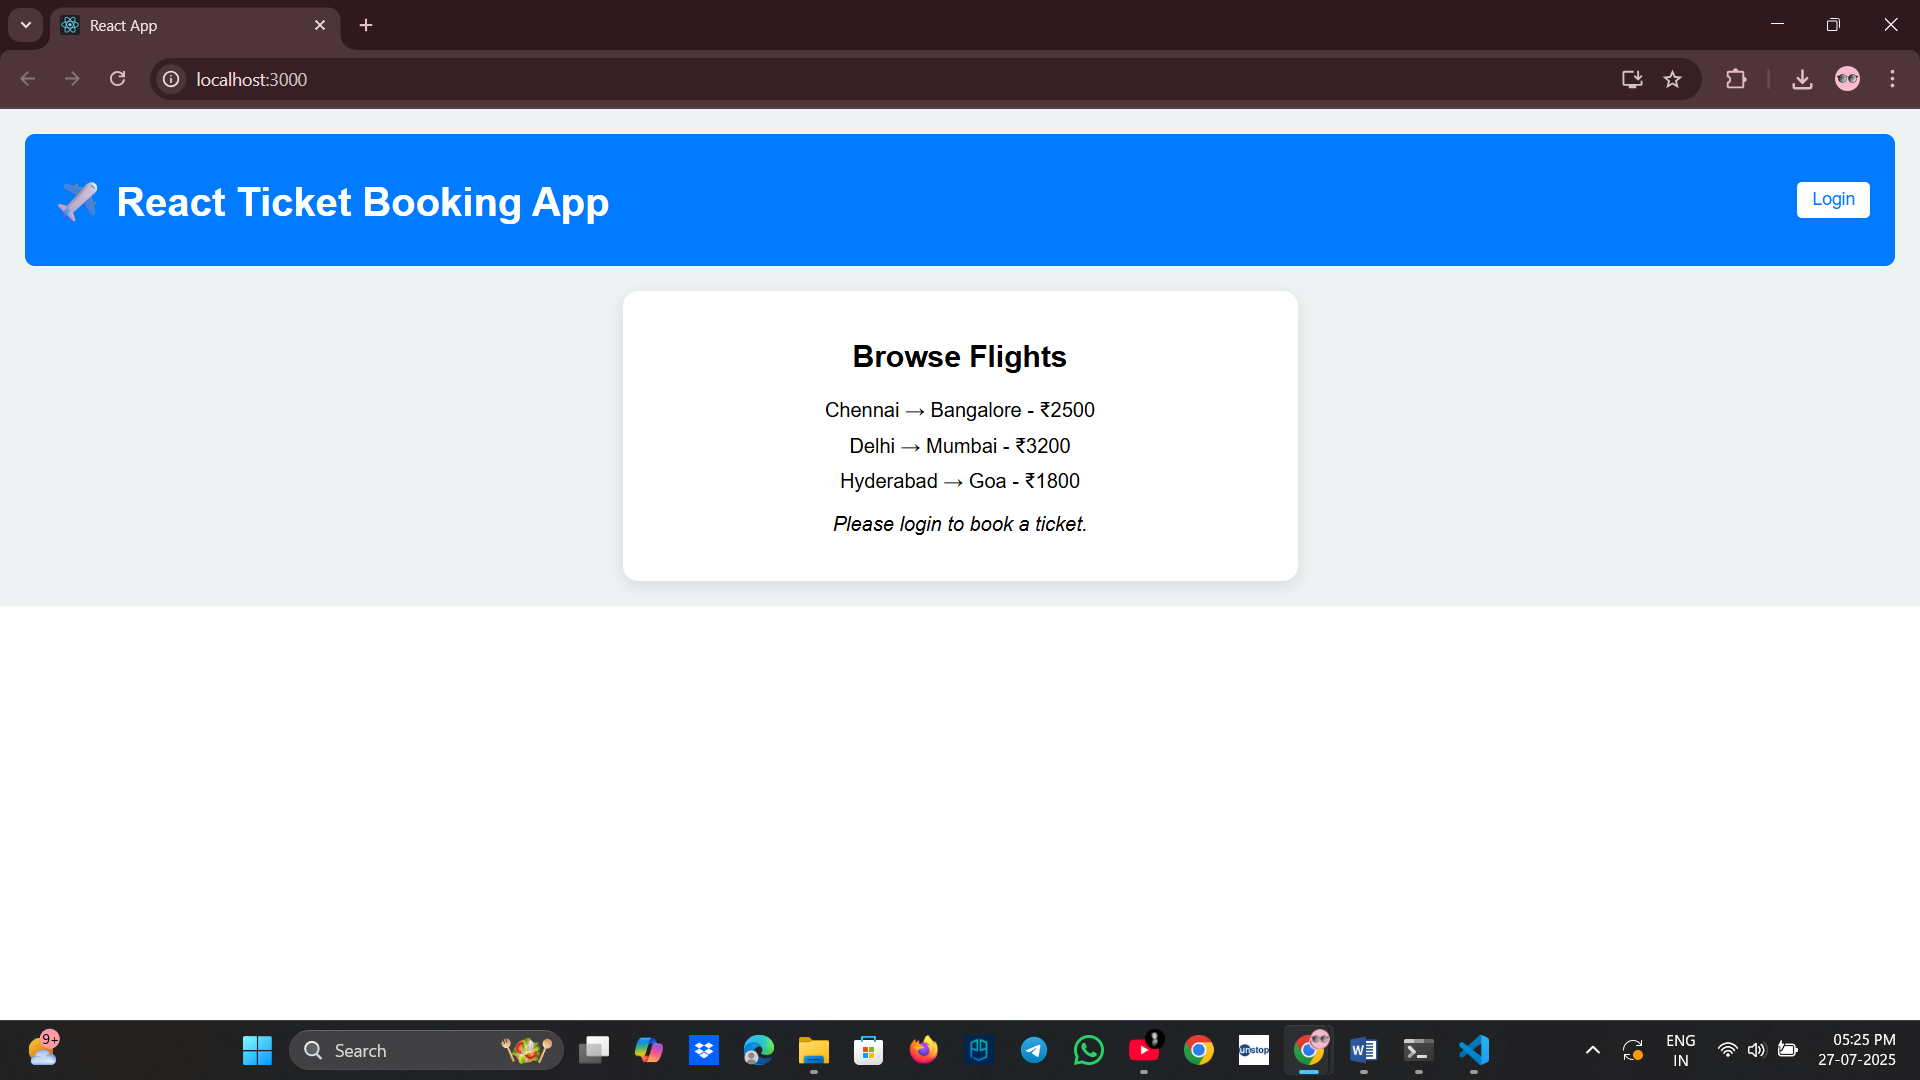 React App
localhost:3000
React Ticket Booking App
Login
Browse Flights
Chennai → Bangalore - ₹2500
Delhi → Mumbai - ₹3200
Hyderabad → Goa - ₹1800
Please login to book a ticket.
9+
Search
unstop
ENG
IN
05:25 PM
27-07-2025